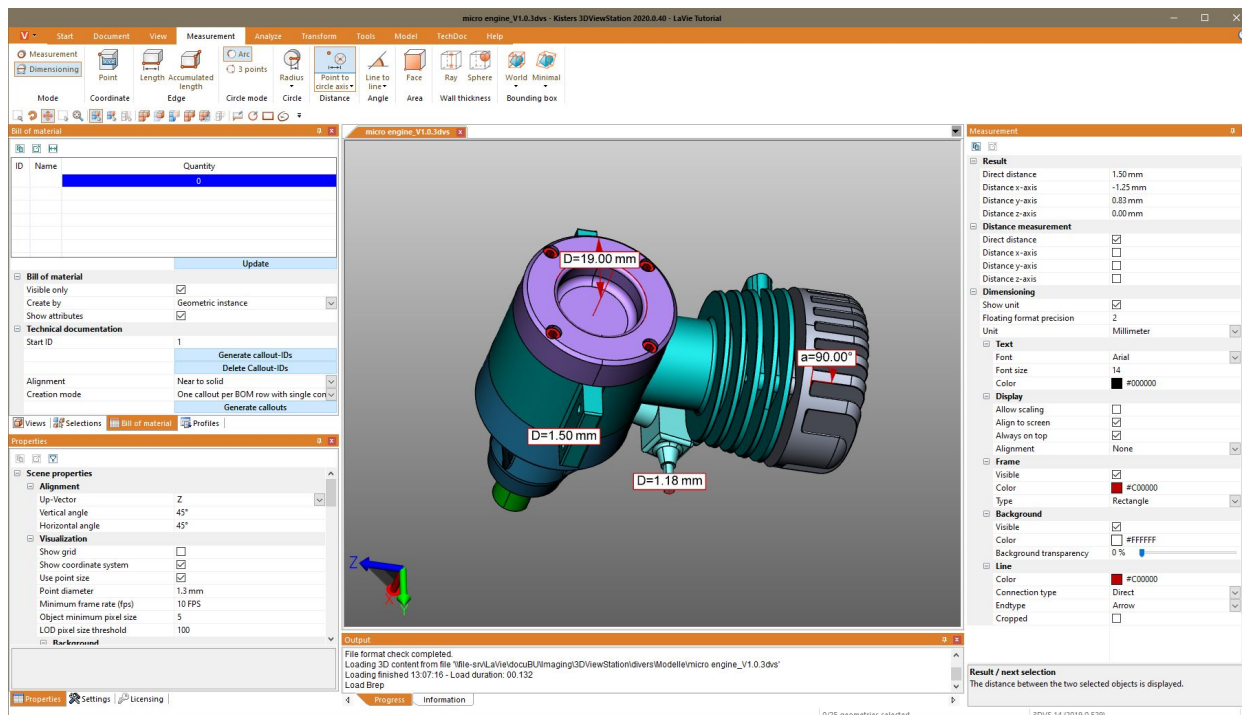 micro engine_V1.0.3dvs - Kisters 3DViewStation 2020.0.40 - LaVie Tutorial
V Start Document View Measurement Analyze Transform Tools Model TechDoc Help
Measurement
Dimensioning
Mode
Point
Coordinate
Length Accumulated length
Edge
Arc
3 points
Circle mode
Radius
Circle
Point to circle axis
Distance
Line to line
Angle
Face
Area
Ray Sphere
Wall thickness
World Minimal
Bounding box
Bill of material
ID Name Quantity
0
Update
Bill of material
Visible only
Create by Geometric instance
Show attributes
Technical documentation
Start ID 1
Generate callout-IDs
Delete Callout-IDs
Alignment Near to solid
Creation mode One callout per BOM row with single con
Generate callouts
Views Selections Bill of material Profiles
Properties
Scene properties
Alignment
Up-Vector Z
Vertical angle 45°
Horizontal angle 45°
Visualization
Show grid
Show coordinate system
Use point size
Point diameter 1.3 mm
Minimum frame rate (fps) 10 FPS
Object minimum pixel size 5
LOD pixel size threshold 100
Background
Properties Settings Licensing
micro engine_V1.0.3dvs
D=19.00 mm
a=90.00°
D=1.50 mm
D=1.18 mm
Z
X
Y
Output
File format check completed.
Loading 3D content from file '\\file-srv\LaVie\docuBU\Imaging\3DViewStation\divers\Modelle\micro engine_V1.0.3dvs'
Loading finished 13:07:16 - Load duration: 00.132
Load Brep
Progress Information
Measurement
Result
Direct distance 1.50 mm
Distance x-axis -1.25 mm
Distance y-axis 0.83 mm
Distance z-axis 0.00 mm
Distance measurement
Direct distance
Distance x-axis
Distance y-axis
Distance z-axis
Dimensioning
Show unit
Floating format precision 2
Unit Millimeter
Text
Font Arial
Font size 14
Color #000000
Display
Allow scaling
Align to screen
Always on top
Alignment None
Frame
Visible
Color #C00000
Type Rectangle
Background
Visible
Color #FFFFFF
Background transparency 0 %
Line
Color #C00000
Connection type Direct
Endtype Arrow
Cropped
Result / next selection
The distance between the two selected objects is displayed.